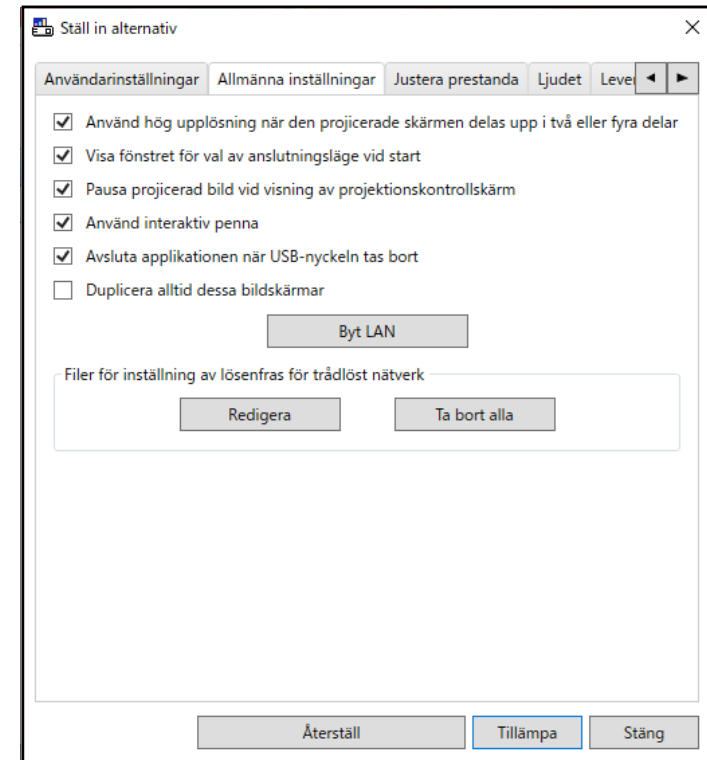 Ställ in alternativ
Användarinställningar Allmänna inställningar Justera prestanda Ljudet
Använd hög upplösning när den projicerade skärmen delas upp i två eller fyra delar
Visa fönstret för val av anslutningsläge vid start
Pausa projicerad bild vid visning av projektionskontrollskärm
Använd interaktiv penna
Avsluta applikationen när USB-nyckeln tas bort
Duplicera alltid dessa bildskärmar
Byt LAN
Filer för inställning av lösenfras för trådlöst nätverk
Redigera Ta bort alla
Återställ Tillämpa Stäng